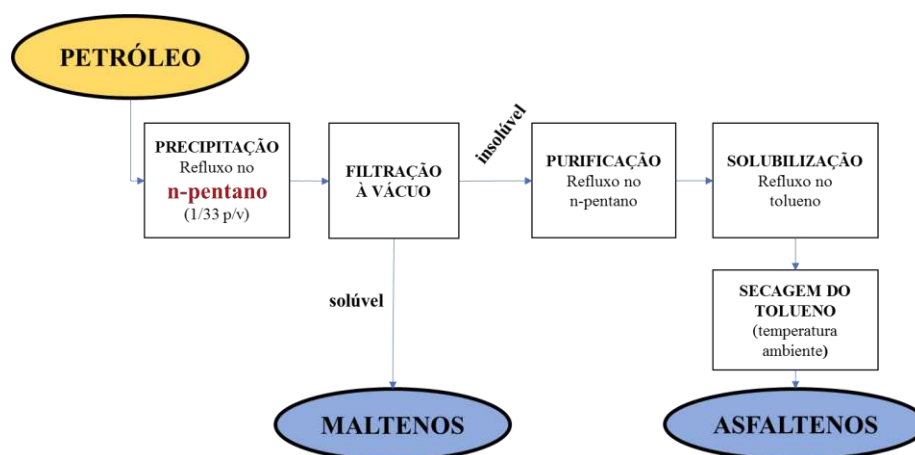 PETRÓLEO
PRECIPITAÇÃO
Refluxo no
n-pentano
(1/33 p/v)
FILTRAÇÃO
À VÁCUO
insolúvel
PURIFICAÇÃO
Refluxo no
n-pentano
SOLUBILIZAÇÃO
Refluxo no
tolueno
solúvel
SECAGEM DO
TOLUENO
(temperatura
ambiente)
MALTENOS
ASFALTENOS